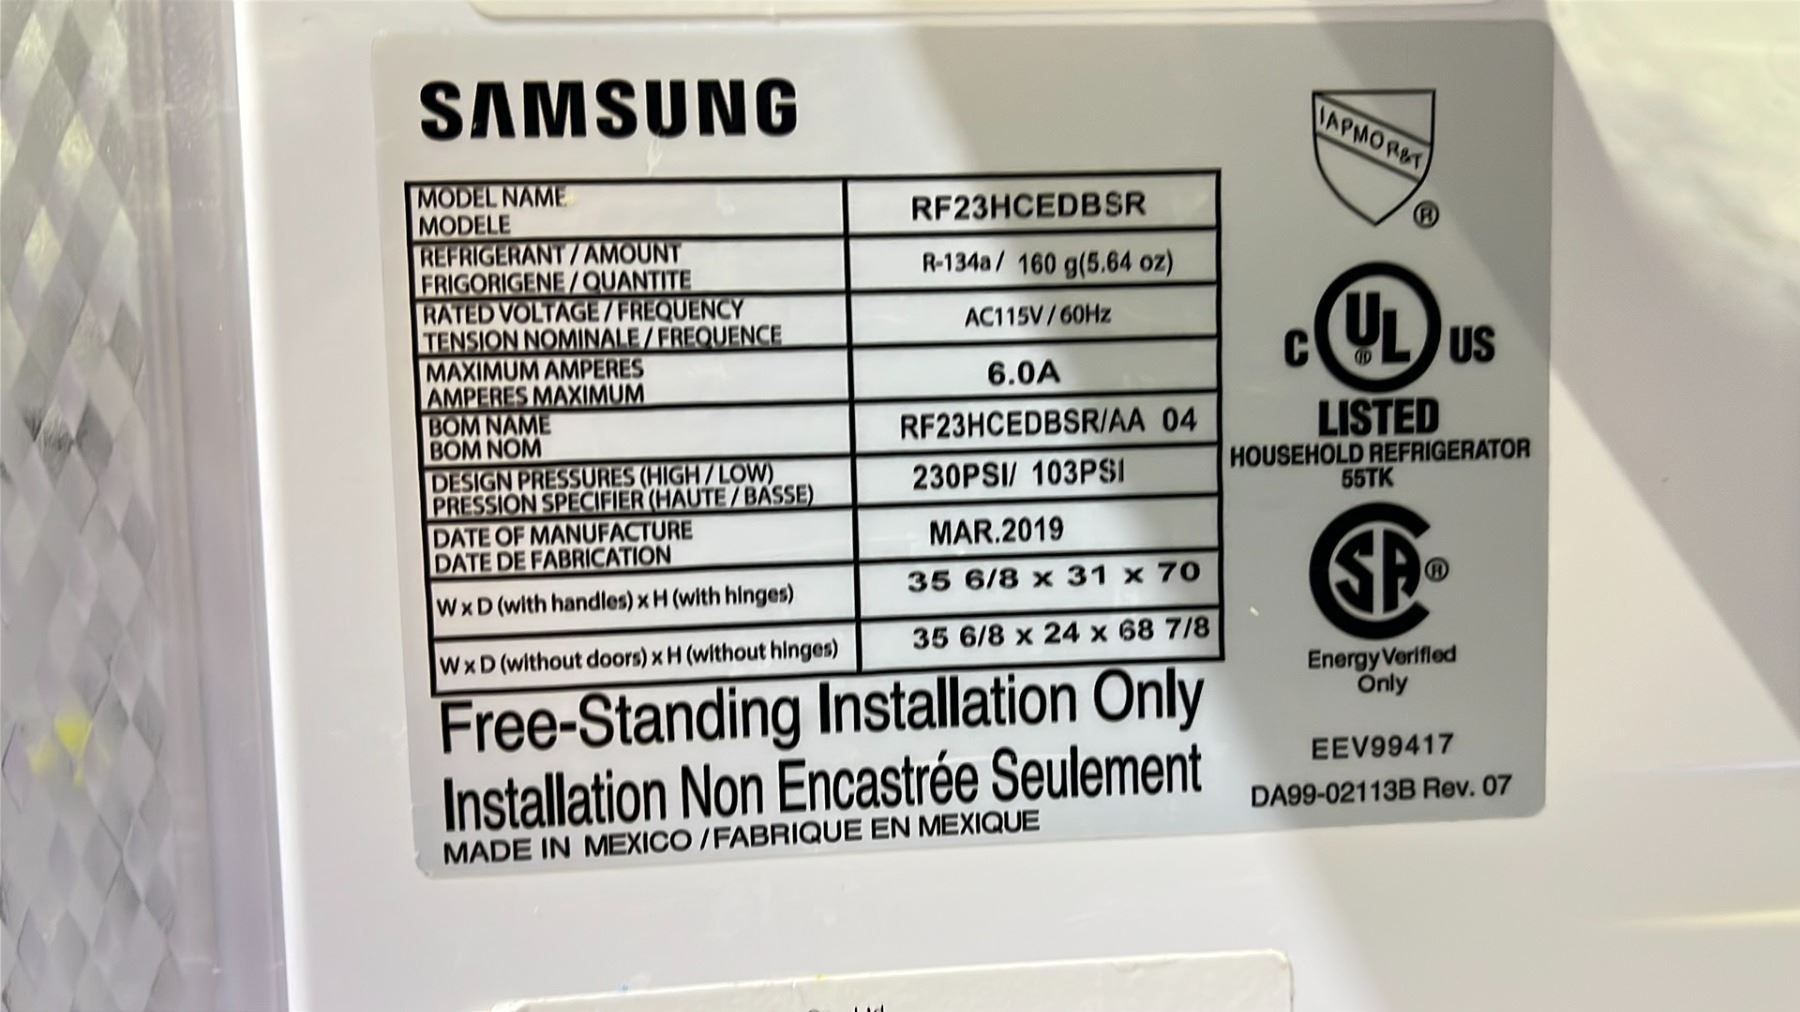 SAMSUNG
MODEL NAME
MODELE
RF23HCEDBSR
REFRIGERANT / AMOUNT
FRIGORIGENE / QUANTITE
R-134a / 160 g(5.64 oz)
RATED VOLTAGE / FREQUENCY
TENSION NOMINALE / FREQUENCE
AC115V / 60Hz
MAXIMUM AMPERES
AMPERES MAXIMUM
6.0A
BOM NAME
BOM NOM
RF23HCEDBSR/AA 04
DESIGN PRESSURES (HIGH / LOW)
PRESSION SPECIFIER (HAUTE / BASSE)
230PSI/ 103PSI
DATE OF MANUFACTURE
DATE DE FABRICATION
MAR.2019
W x D (with handles) x H (with hinges)
35 6/8 x 31 x 70
W x D (without doors) x H (without hinges)
35 6/8 x 24 x 68 7/8
Free-Standing Installation Only
Installation Non Encastrée Seulement
MADE IN MEXICO / FABRIQUE EN MEXIQUE
IAPMO R&T
®
C UL ® US
LISTED
HOUSEHOLD REFRIGERATOR
55TK
SA ®
Energy Verified
Only
EEV99417
DA99-02113B Rev. 07